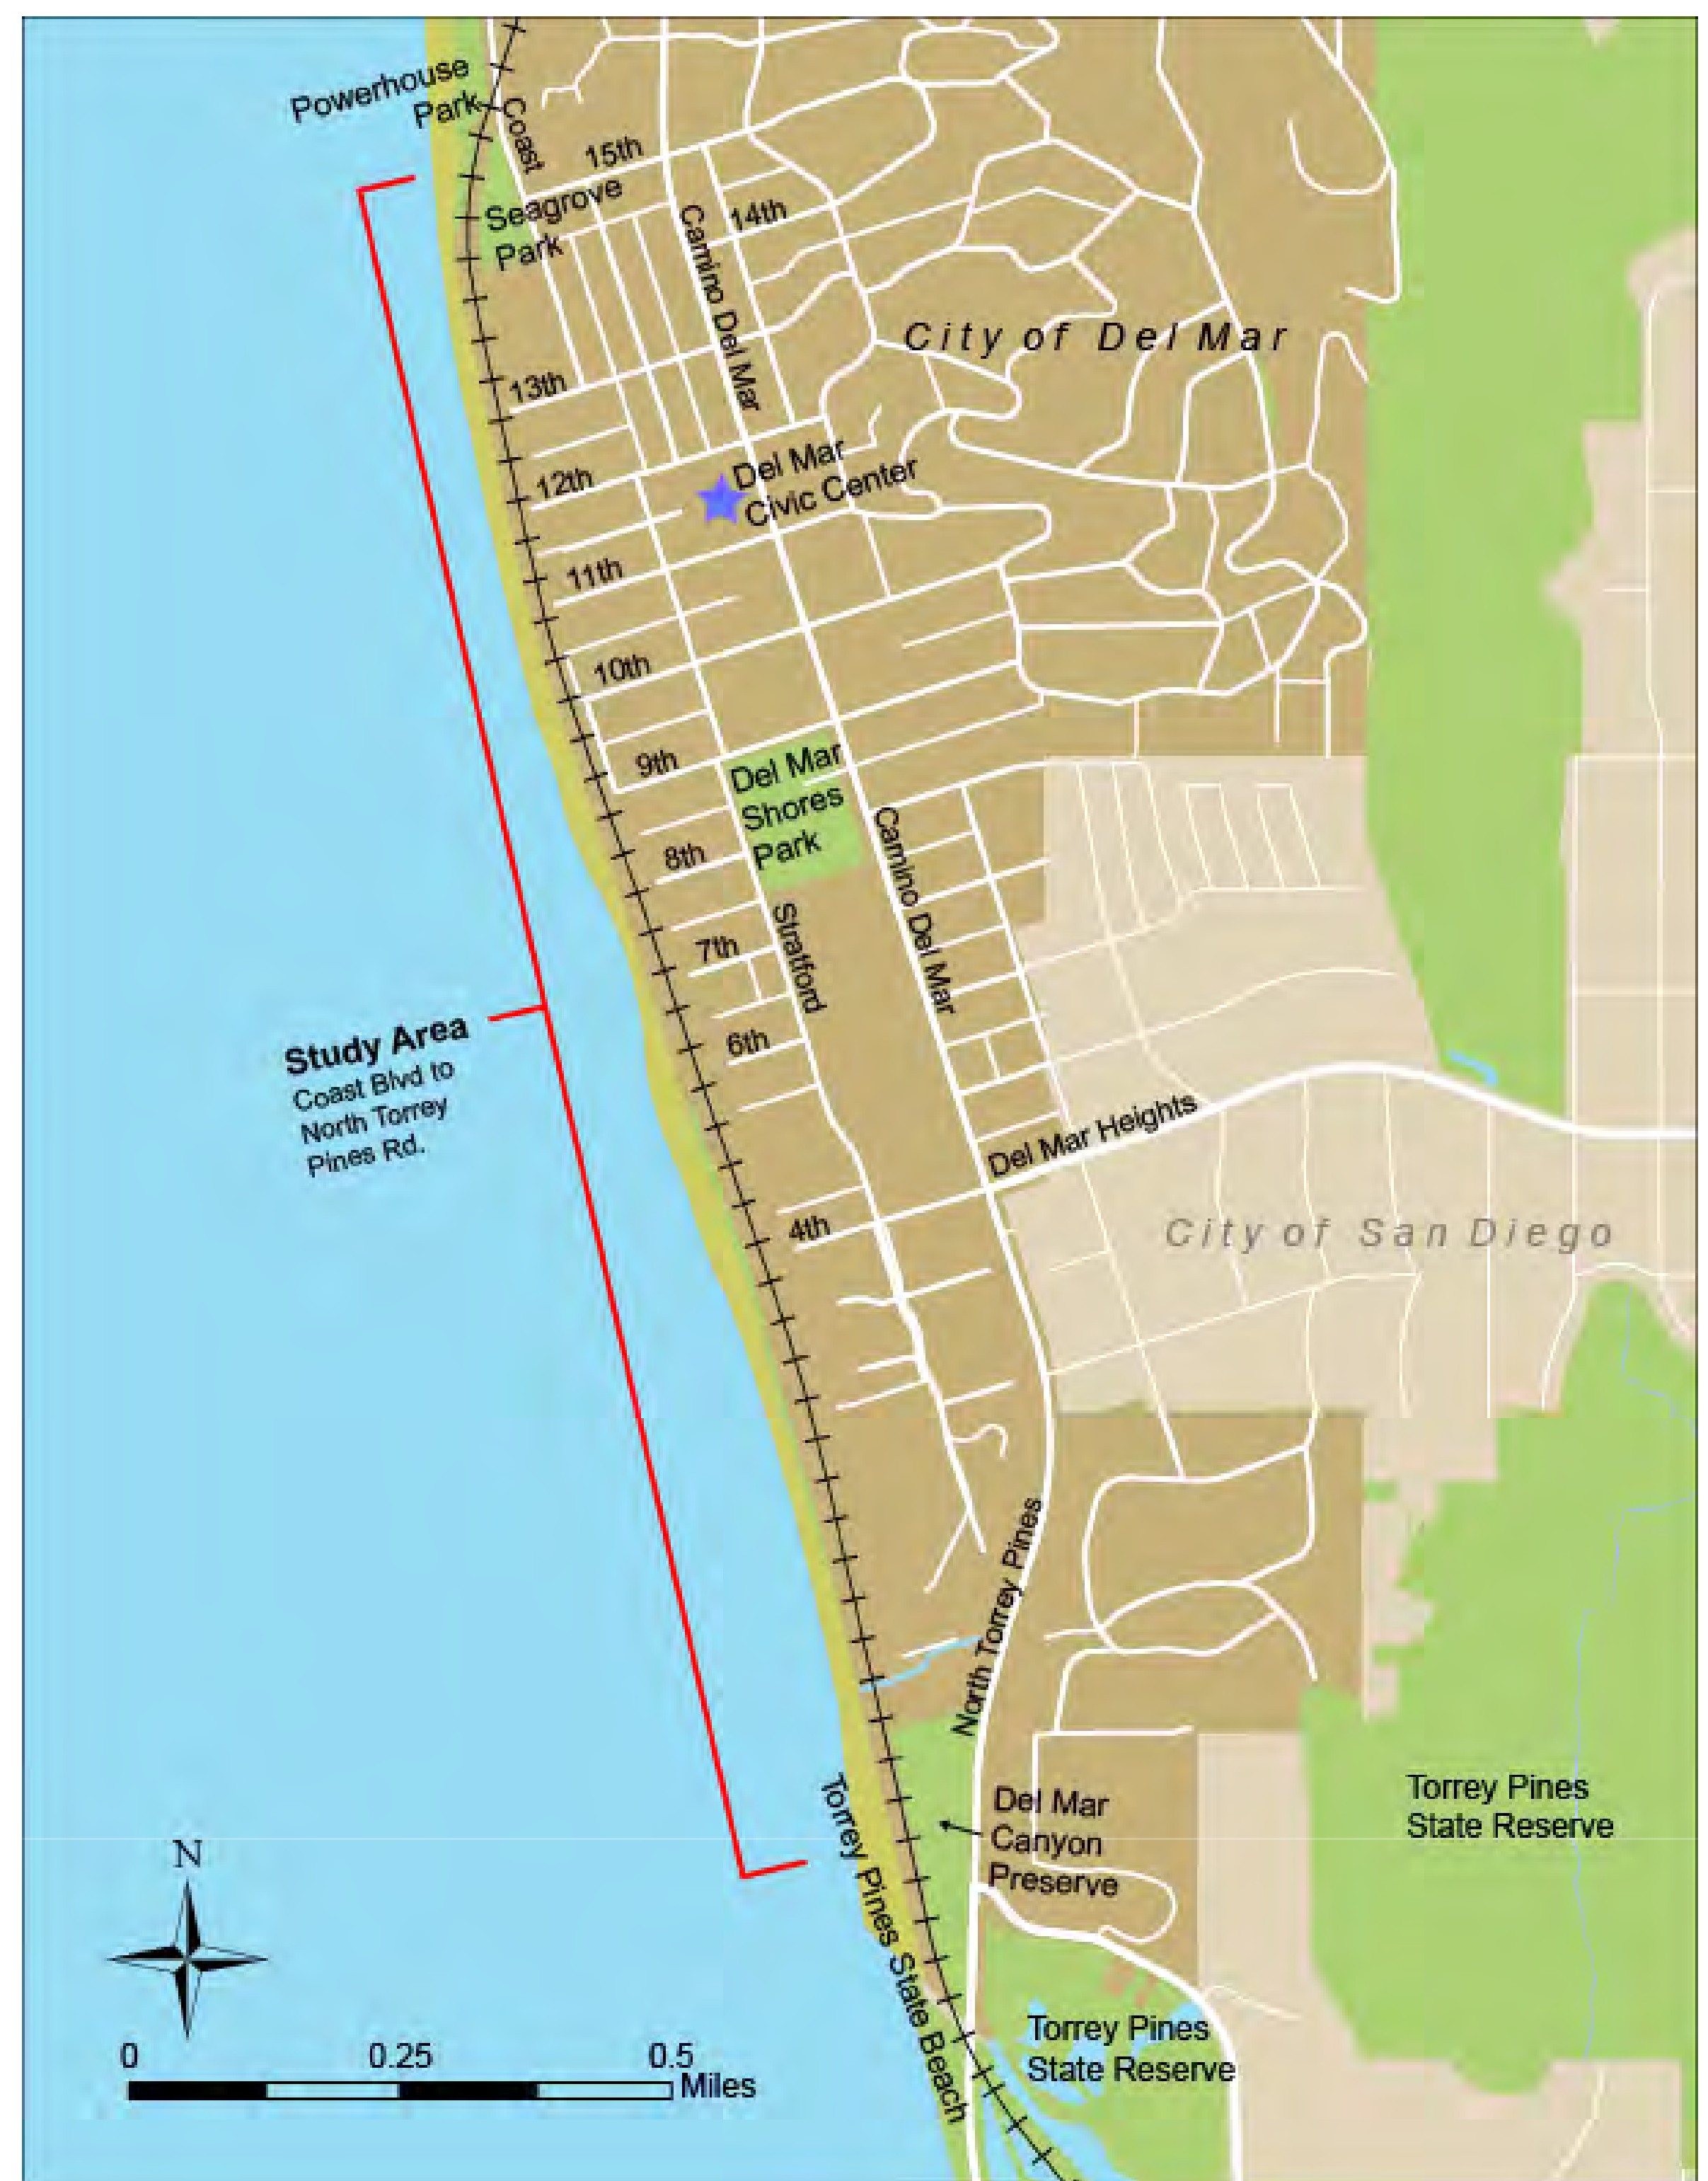 Powerhouse
Park
Coast
15th
Seagrove
Park
14th
Camino Del Mar
City of Del Mar
13th
Del Mar
Civic Center
12th
11th
10th
9th
Del Mar
Shores
Park
8th
Camino Del Mar
Stratford
7th
6th
Study Area
Coast Blvd to
North Torrey
Pines Rd.
Del Mar Heights
4th
City of San Diego
North Torrey Pines
Torrey Pines State Beach
Del Mar
Canyon
Preserve
Torrey Pines
State Reserve
Torrey Pines
State Reserve
N
0 0.25 0.5
Miles